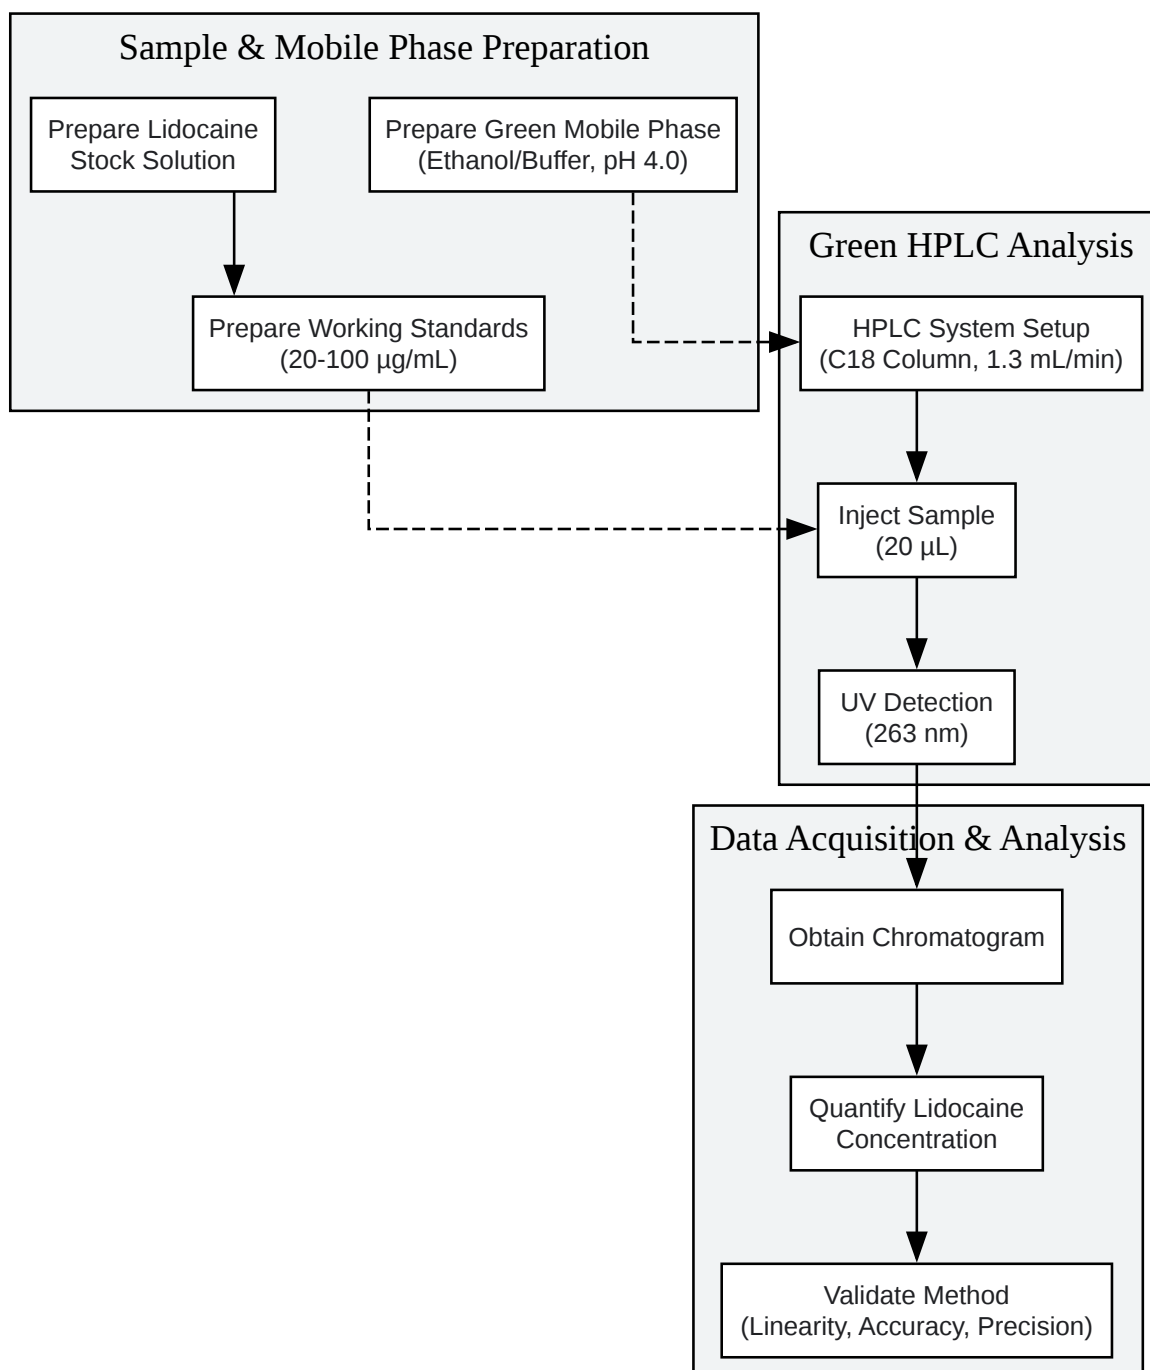 Sample & Mobile Phase Preparation
Prepare Lidocaine
Stock Solution
Prepare Green Mobile Phase
(Ethanol/Buffer, pH 4.0)
Prepare Working Standards
(20-100 µg/mL)
Green HPLC Analysis
HPLC System Setup
(C18 Column, 1.3 mL/min)
Inject Sample
(20 µL)
UV Detection
(263 nm)
Data Acquisition & Analysis
Obtain Chromatogram
Quantify Lidocaine
Concentration
Validate Method
(Linearity, Accuracy, Precision)